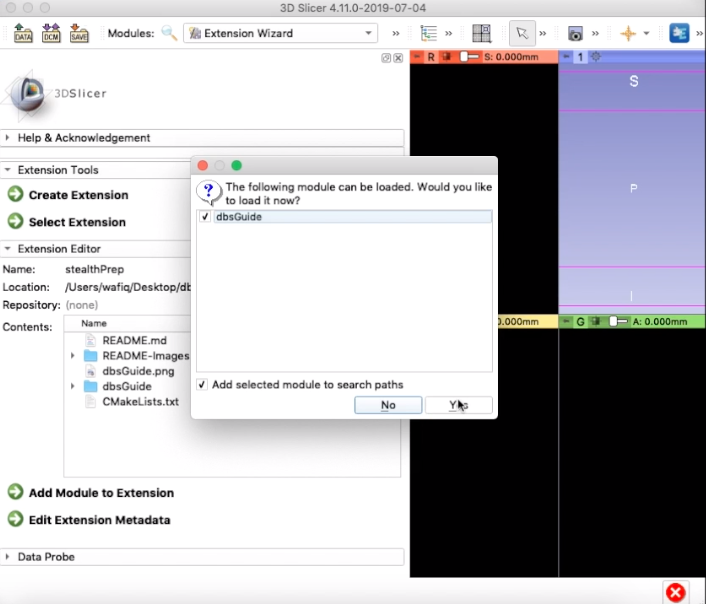 3D Slicer 4.11.0-2019-07-04
DATA DCM SAVE Modules: Extension Wizard » » » »
3DSlicer
Help & Acknowledgement
Extension Tools
Create Extension
Select Extension
Extension Editor
Name: stealthPrep
Location: /Users/wafiq/Desktop/db
Repository: (none)
Contents: Name
README.md
README-Images
dbsGuide.png
dbsGuide
CMakeLists.txt
Add Module to Extension
Edit Extension Metadata
Data Probe
? The following module can be loaded. Would you like
to load it now?
dbsGuide
Add selected module to search paths
No Yes
R S: 0.000mm
1
S
P
I
0.000mm
G A: 0.000mm